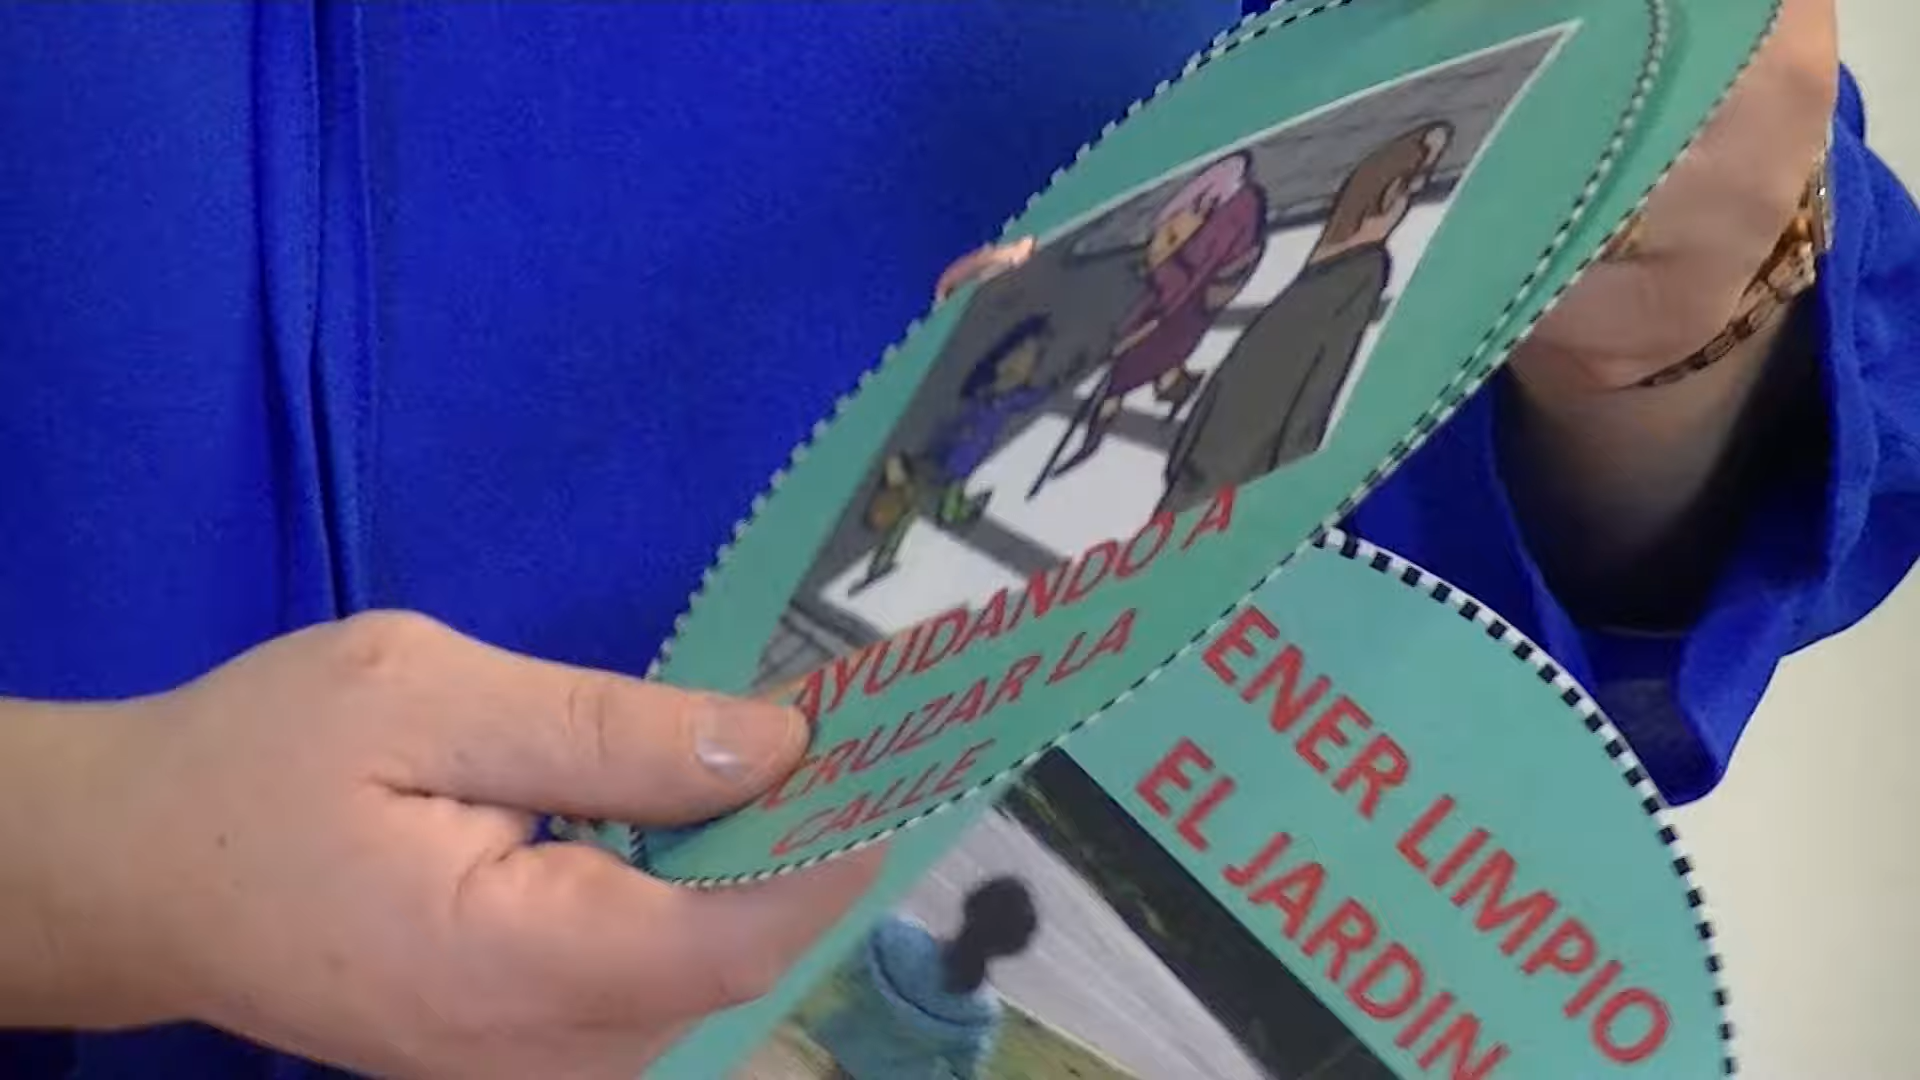 AYUDANDO A
CRUZAR LA
CALLE
ENER LIMPIO
EL JARDIN